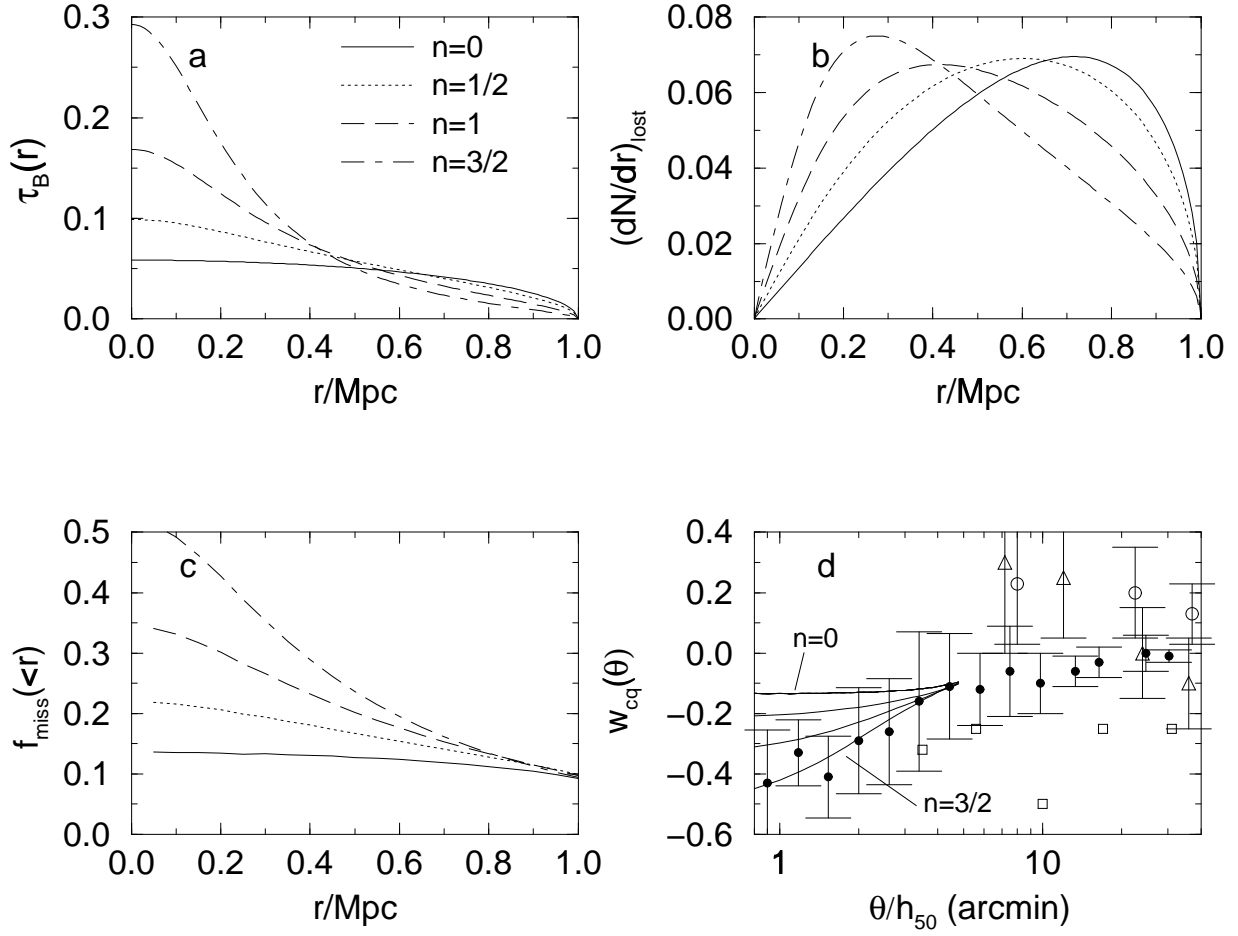 a
n=0
n=1/2
n=1
n=3/2
0.3
0.2
0.1
0.0
τB(r)
0.0 0.2 0.4 0.6 0.8 1.0
r/Mpc
b
0.08
0.06
0.04
0.02
0.00
(dN/dr)lost
0.0 0.2 0.4 0.6 0.8 1.0
r/Mpc
c
0.5
0.4
0.3
0.2
0.1
0.0
fmiss(<r)
0.0 0.2 0.4 0.6 0.8 1.0
r/Mpc
d
0.4
0.2
0.0
−0.2
−0.4
−0.6
wcq(θ)
n=0
n=3/2
1 10
θ/h50 (arcmin)